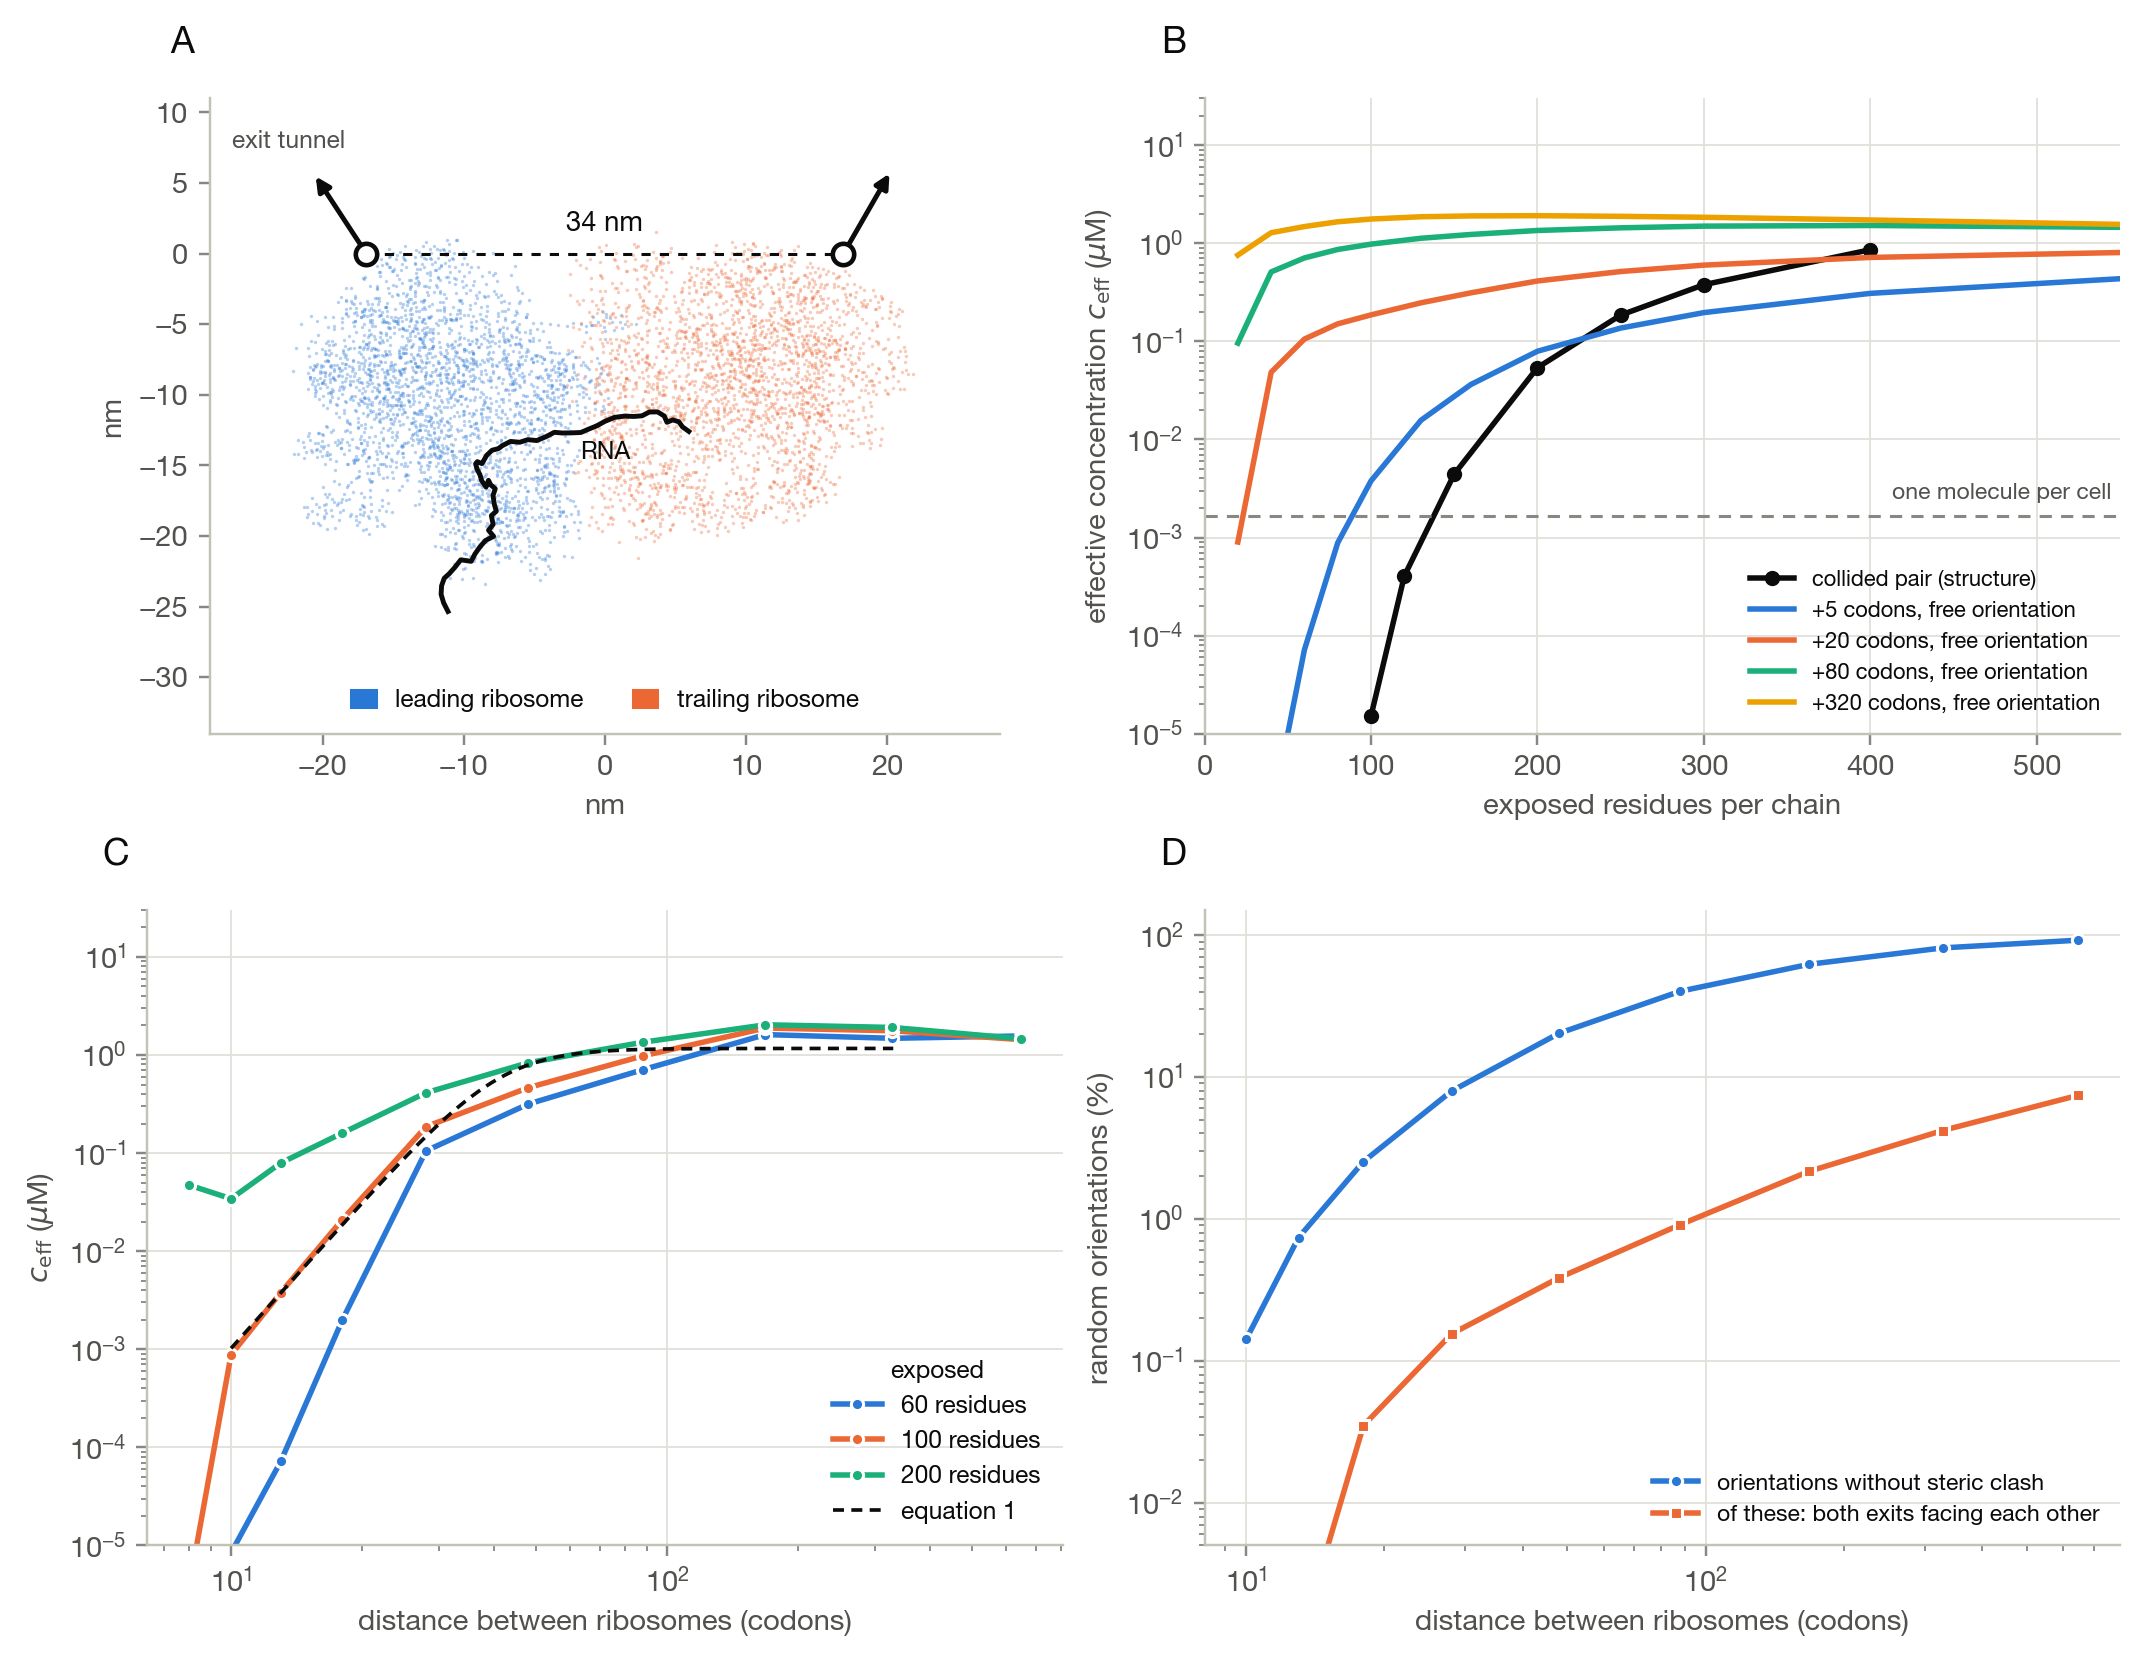 A
10
5
0
−5
−10
−15
−20
−25
−30
nm
exit tunnel
34 nm
RNA
leading ribosome
trailing ribosome
−20
−10
0
10
20
nm
B
10¹
10⁰
10⁻¹
10⁻²
10⁻³
10⁻⁴
10⁻⁵
effective concentration c_eff (μM)
one molecule per cell
collided pair (structure)
+5 codons, free orientation
+20 codons, free orientation
+80 codons, free orientation
+320 codons, free orientation
0
100
200
300
400
500
exposed residues per chain
C
10¹
10⁰
10⁻¹
10⁻²
10⁻³
10⁻⁴
10⁻⁵
c_eff (μM)
exposed
60 residues
100 residues
200 residues
equation 1
10¹
10²
distance between ribosomes (codons)
D
10²
10¹
10⁰
10⁻¹
10⁻²
random orientations (%)
orientations without steric clash
of these: both exits facing each other
10¹
10²
distance between ribosomes (codons)